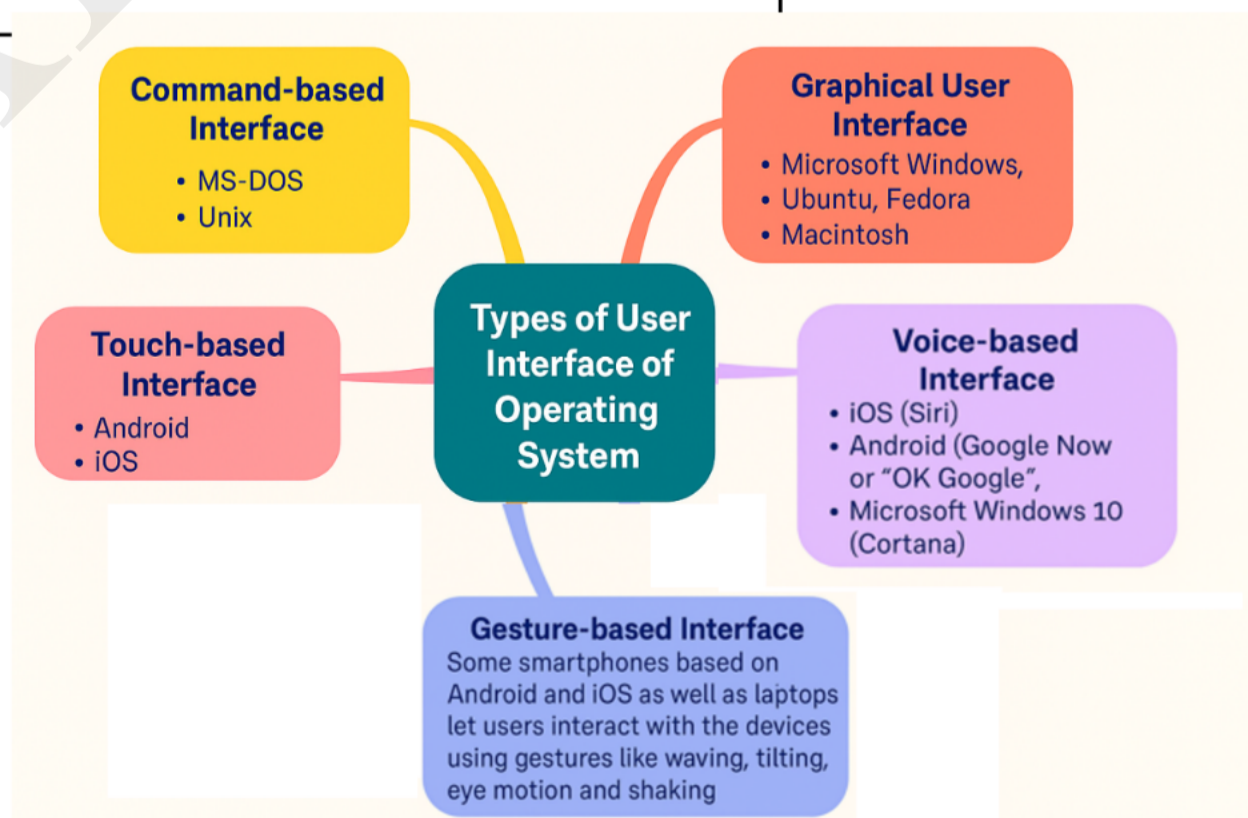 Command-based
Interface
• MS-DOS
• Unix
Graphical User
Interface
• Microsoft Windows,
• Ubuntu, Fedora
• Macintosh
Types of User
Interface of
Operating
System
Touch-based
Interface
• Android
• iOS
Voice-based
Interface
• iOS (Siri)
• Android (Google Now
or “OK Google”,
• Microsoft Windows 10
(Cortana)
Gesture-based Interface
Some smartphones based on
Android and iOS as well as laptops
let users interact with the devices
using gestures like waving, tilting,
eye motion and shaking